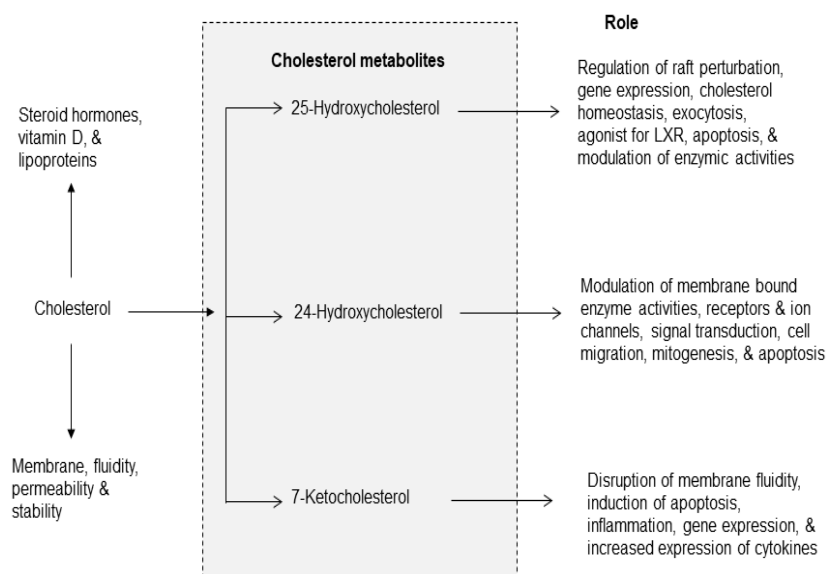 Role
Cholesterol metabolites
Steroid hormones,
vitamin D, &
lipoproteins
25-Hydroxycholesterol
Regulation of raft perturbation,
gene expression, cholesterol
homeostasis, exocytosis,
agonist for LXR, apoptosis, &
modulation of enzymic activities
Cholesterol
24-Hydroxycholesterol
Modulation of membrane bound
enzyme activities, receptors & ion
channels, signal transduction, cell
migration, mitogenesis, & apoptosis
Membrane, fluidity,
permeability &
stability
7-Ketocholesterol
Disruption of membrane fluidity,
induction of apoptosis,
inflammation, gene expression, &
increased expression of cytokines